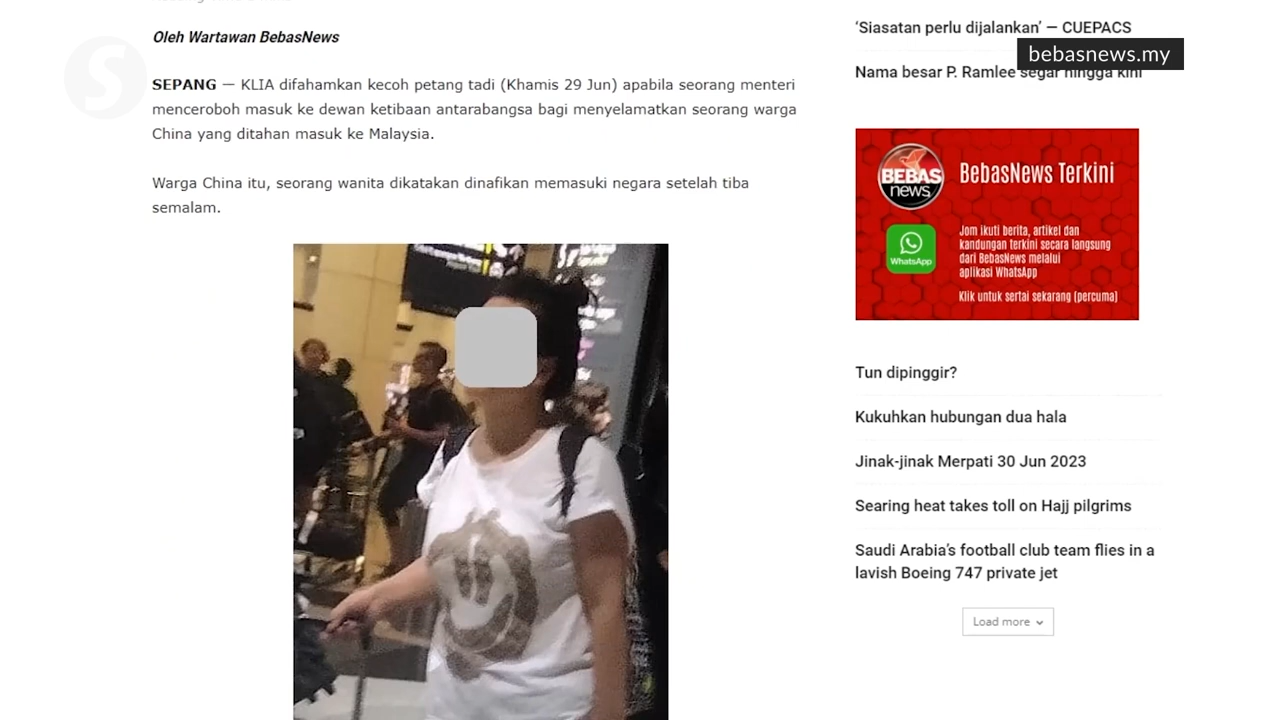 Oleh Wartawan BebasNews
SEPANG — KLIA difahamkan kecoh petang tadi (Khamis 29 Jun) apabila seorang menteri
menceroboh masuk ke dewan ketibaan antarabangsa bagi menyelamatkan seorang warga
China yang ditahan masuk ke Malaysia.
Warga China itu, seorang wanita dikatakan dinafikan memasuki negara setelah tiba
semalam.
‘Siasatan perlu dijalankan’ — CUEPACS
bebasnews.my
Nama besar P. Ramlee segar hingga kini
BEBAS
news
BebasNews Terkini
WhatsApp
Jom ikuti berita, artikel dan
kandungan terkini secara langsung
dari BebasNews melalui
aplikasi WhatsApp
Klik untuk sertai sekarang (percuma)
Tun dipinggir?
Kukuhkan hubungan dua hala
Jinak-jinak Merpati 30 Jun 2023
Searing heat takes toll on Hajj pilgrims
Saudi Arabia’s football club team flies in a
lavish Boeing 747 private jet
Load more